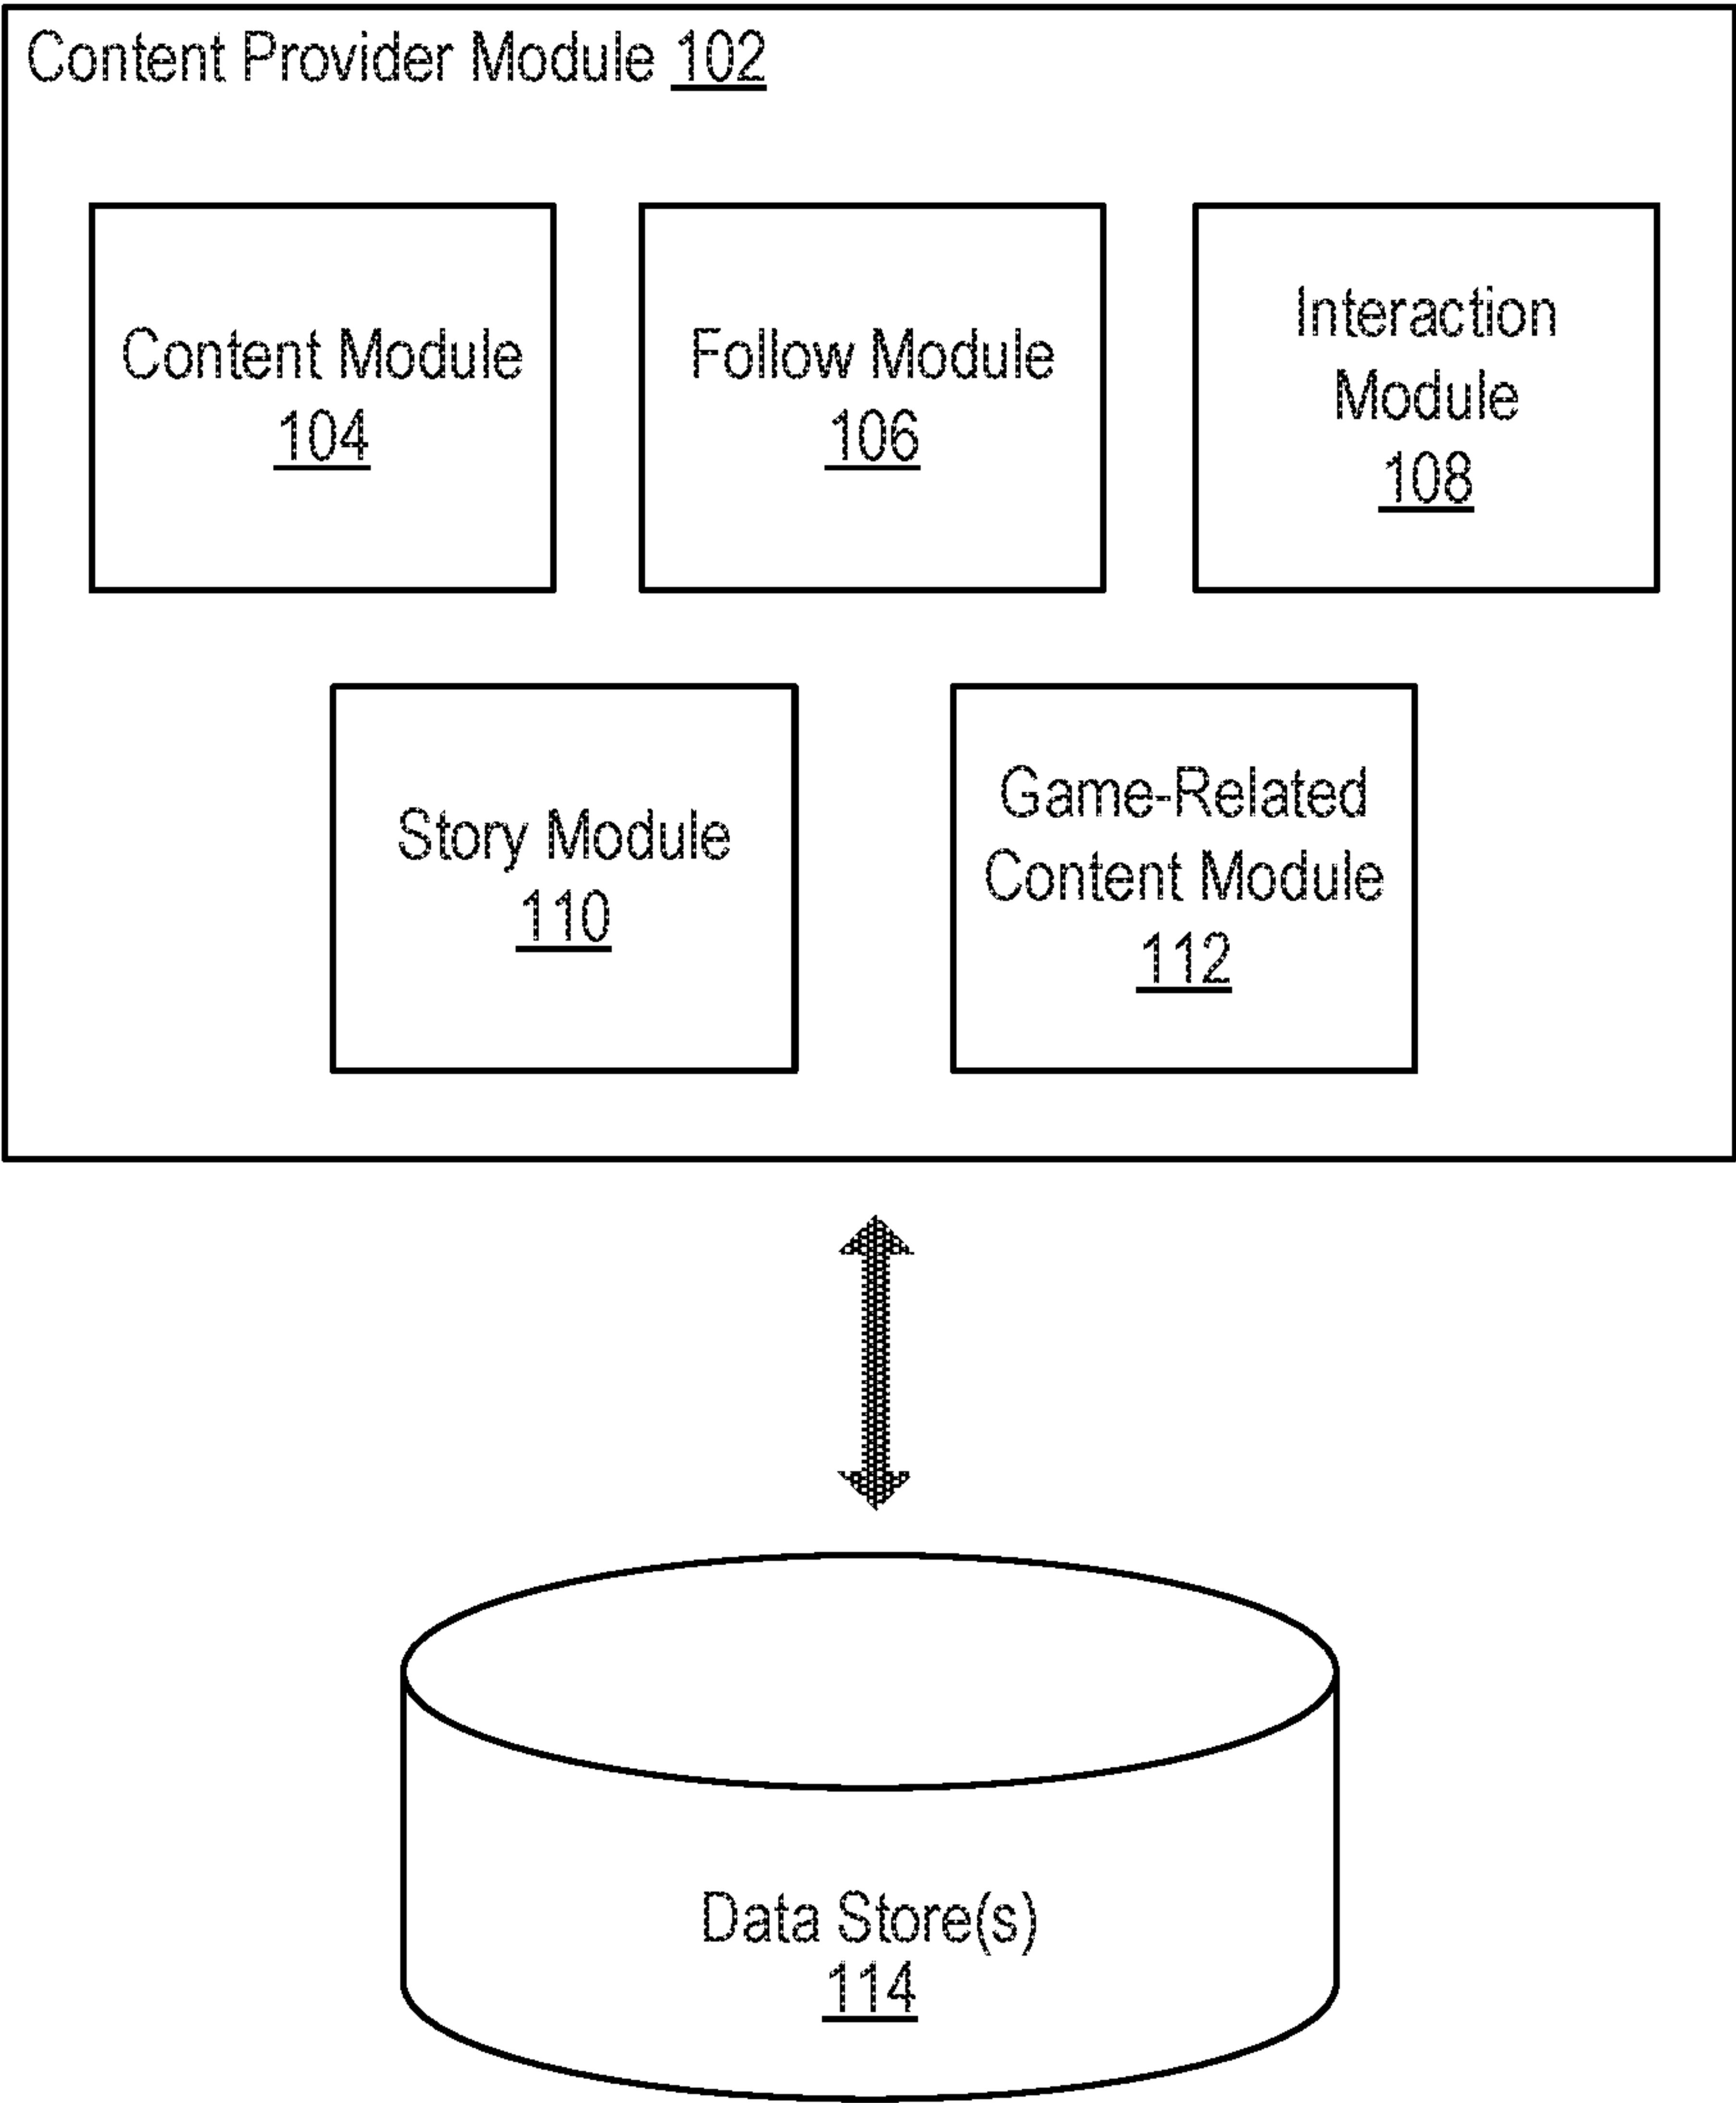 Content Provider Module 102
Content Module
104
Follow Module
106
Interaction
Module
108
Story Module
110
Game-Related
Content Module
112
Data Store(s)
114